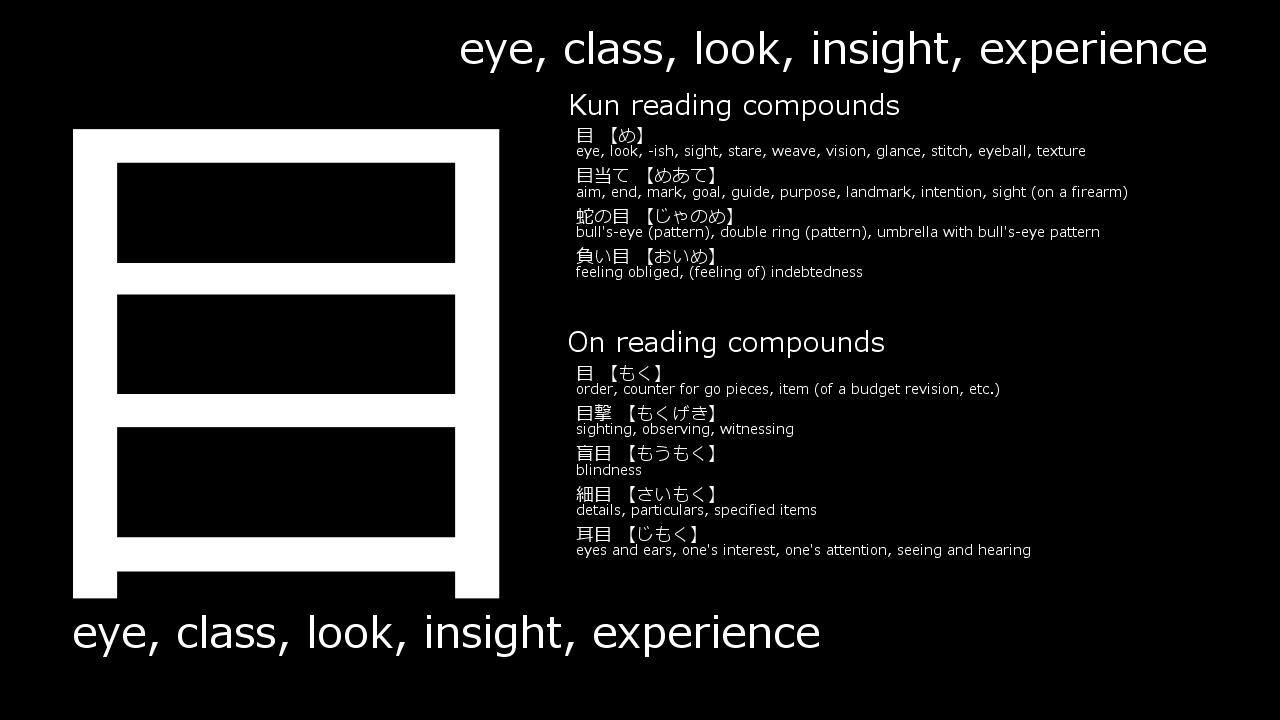 eye, class, look, insight, experience
目
Kun reading compounds
目 【め】
eye, look, -ish, sight, stare, weave, vision, glance, stitch, eyeball, texture
目当て 【めあて】
aim, end, mark, goal, guide, purpose, landmark, intention, sight (on a firearm)
蛇の目 【じゃのめ】
bull's-eye (pattern), double ring (pattern), umbrella with bull's-eye pattern
負い目 【おいめ】
feeling obliged, (feeling of) indebtedness
On reading compounds
目 【もく】
order, counter for go pieces, item (of a budget revision, etc.)
目撃 【もくげき】
sighting, observing, witnessing
盲目 【もうもく】
blindness
細目 【さいもく】
details, particulars, specified items
耳目 【じもく】
eyes and ears, one's interest, one's attention, seeing and hearing
eye, class, look, insight, experience